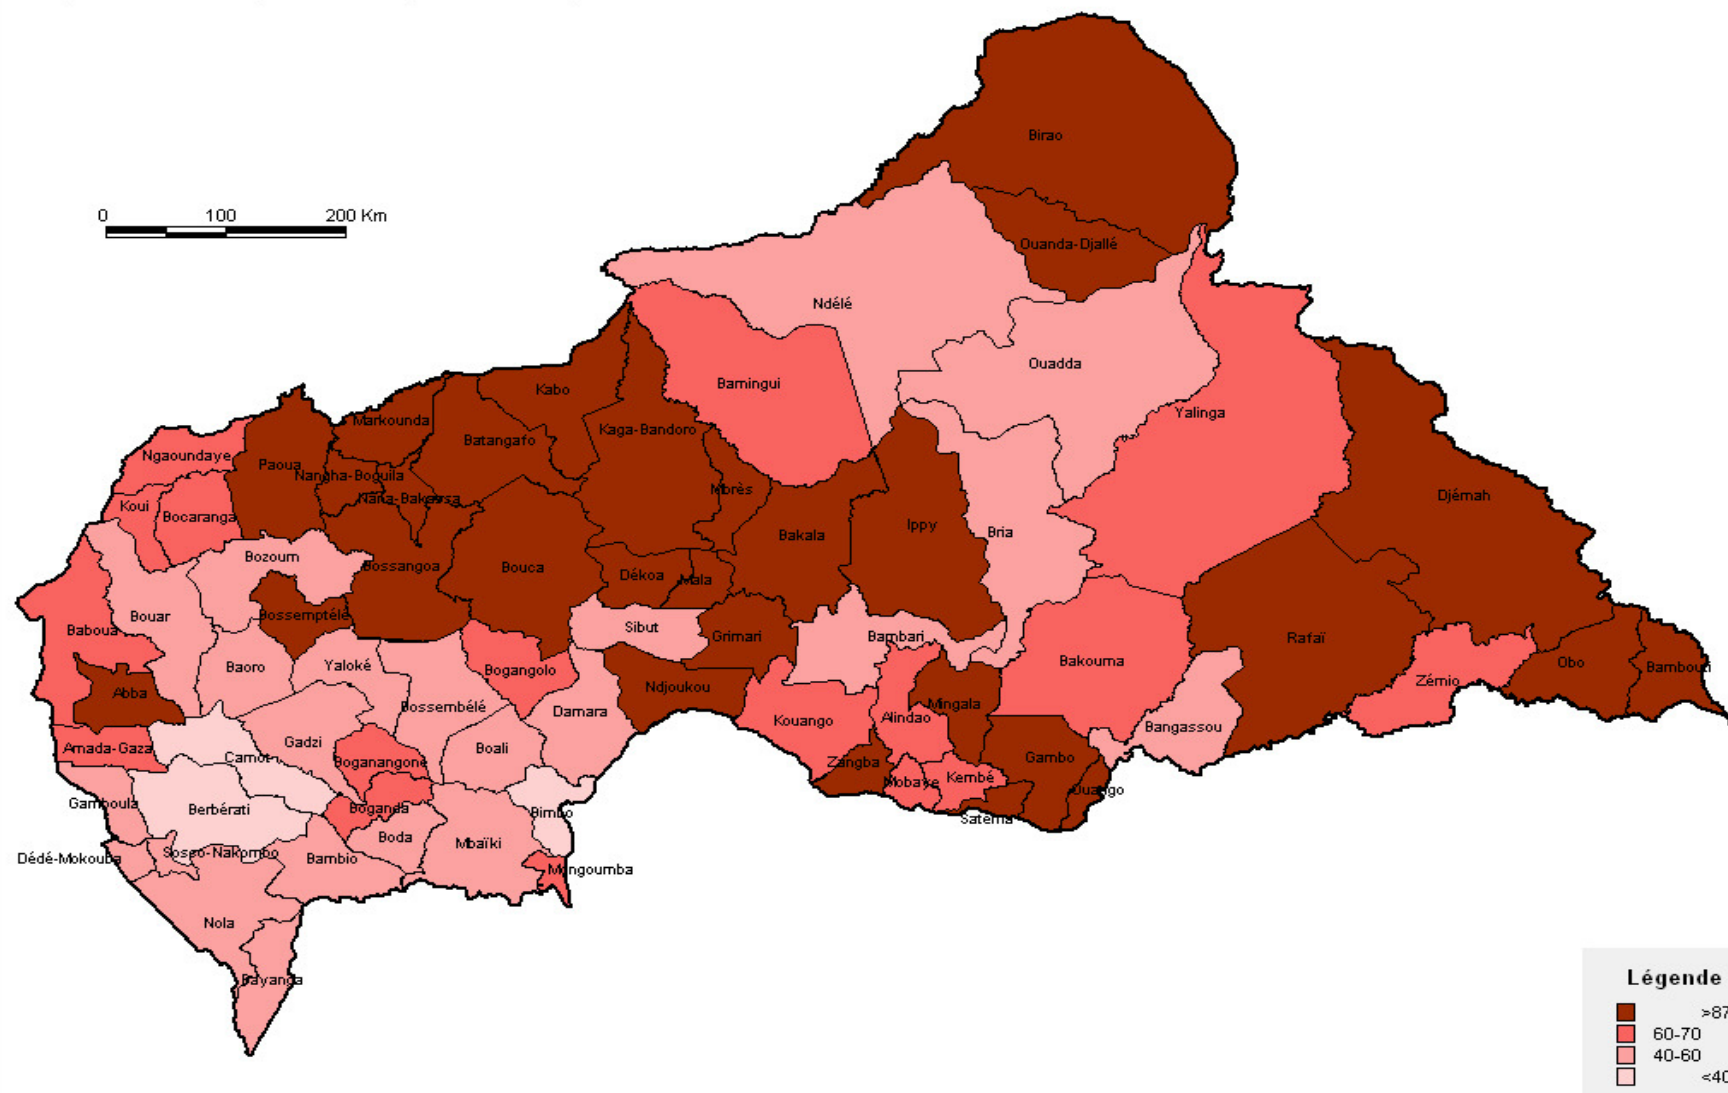 Birao
0 100 200 Km
Ouanda-Djallé
Ndélé
Ouadda
Bamingui
Kabo
Yalinga
Markounda
Kaga-Bandoro
Batangafo
Ngaoundaye
Paoua
Nangha-Boguila
Mbrès
Djémah
Nana-Bakassa
Koui
Bocaranga
Ippy
Bria
Bakala
Bozoum
Bossangoa
Bouca
Dékoa
Mala
Bouar
Bossemptélé
Baboua
Sibut
Grimari
Bambari
Rafaï
Baoro
Yaloké
Bogangolo
Bakouma
Obo
Bambouti
Zémio
Abba
Ndjoukou
Bossembélé
Damara
Kouango
Alindao
Mingala
Bangassou
Amada-Gaza
Carnot
Gadzi
Boali
Boganangone
Zangba
Mobaye
Kembé
Gambo
Ouango
Gamboula
Berbérati
Boganda
Bimbo
Satema
Boda
Mbaïki
Dédé-Mokouba
Sosso-Nakombo
Bambio
Mongoumba
Nola
Bayanga
Légende
>87
60-70
40-60
<40